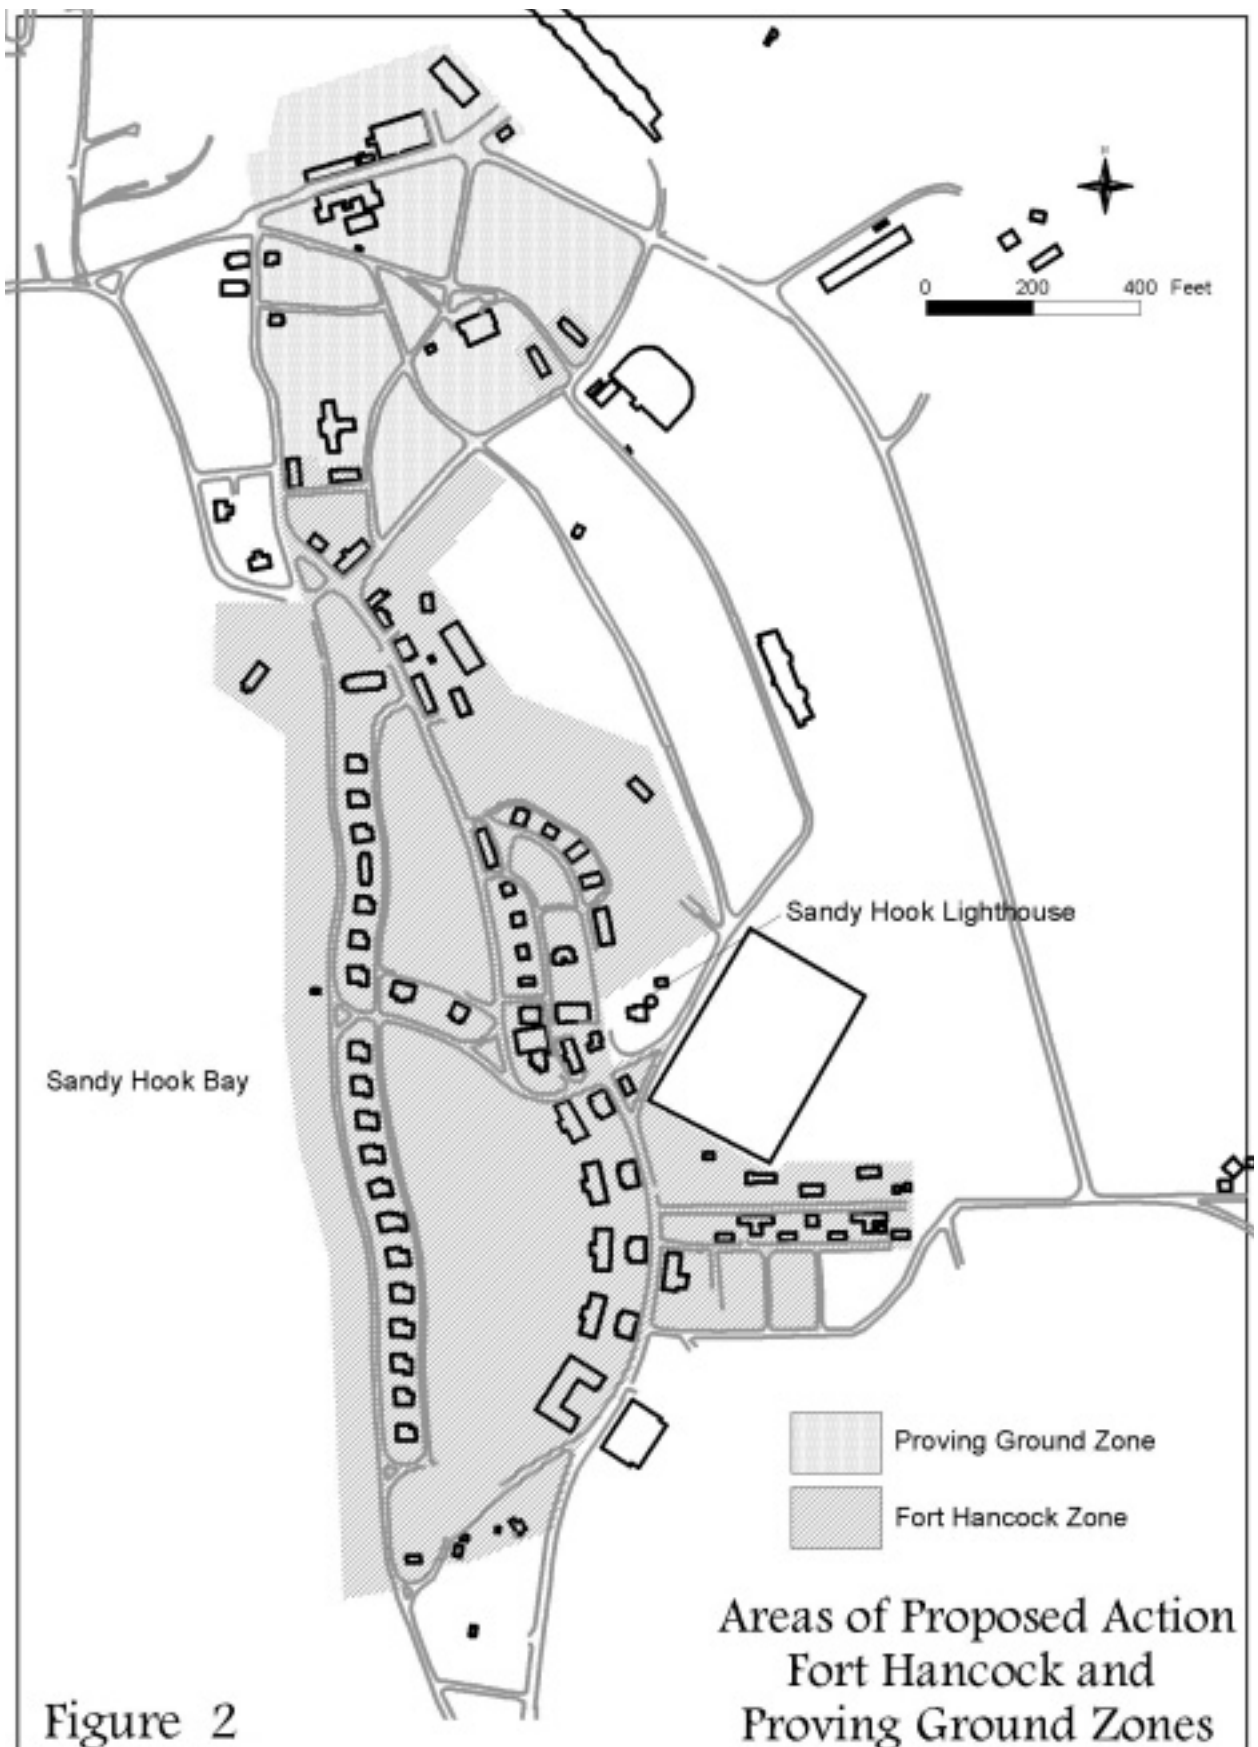 N
0 200 400 Feet
Sandy Hook Lighthouse
Sandy Hook Bay
Proving Ground Zone
Fort Hancock Zone
Areas of Proposed Action
Fort Hancock and
Proving Ground Zones
Figure 2